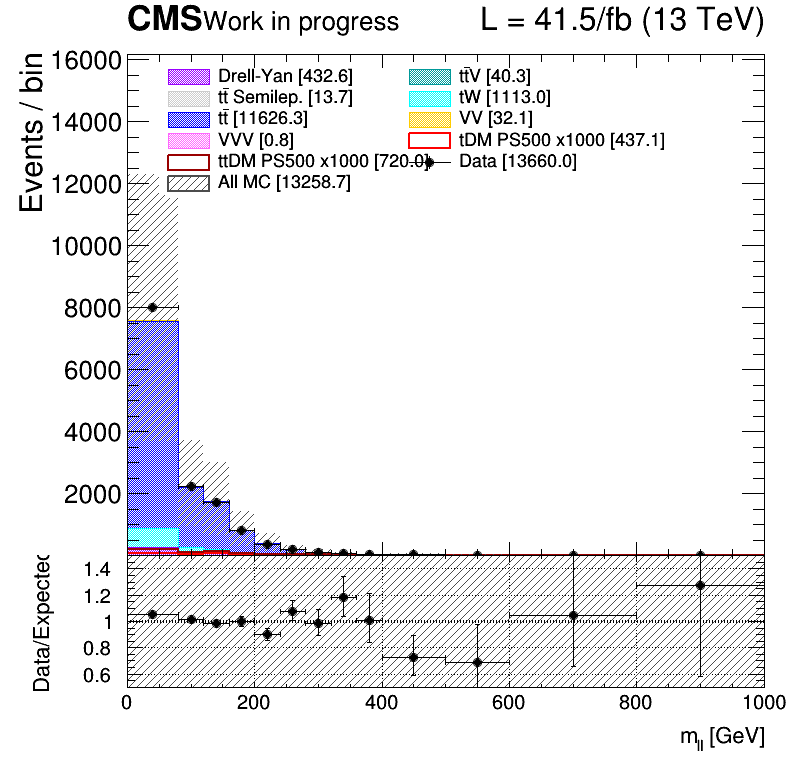 CMS Work in progress L = 41.5/fb (13 TeV)
Events / bin
16000
14000
12000
10000
8000
6000
4000
2000
Drell-Yan [432.6]
tt̄V [40.3]
tt̄ Semilep. [13.7]
tW [1113.0]
tt̄ [11626.3]
VV [32.1]
VVV [0.8]
tDM PS500 x1000 [437.1]
ttDM PS500 x1000 [720.0]
Data [13660.0]
All MC [13258.7]
Data/Expected
1.4
1.2
1
0.8
0.6
0 200 400 600 800 1000
m_ll [GeV]